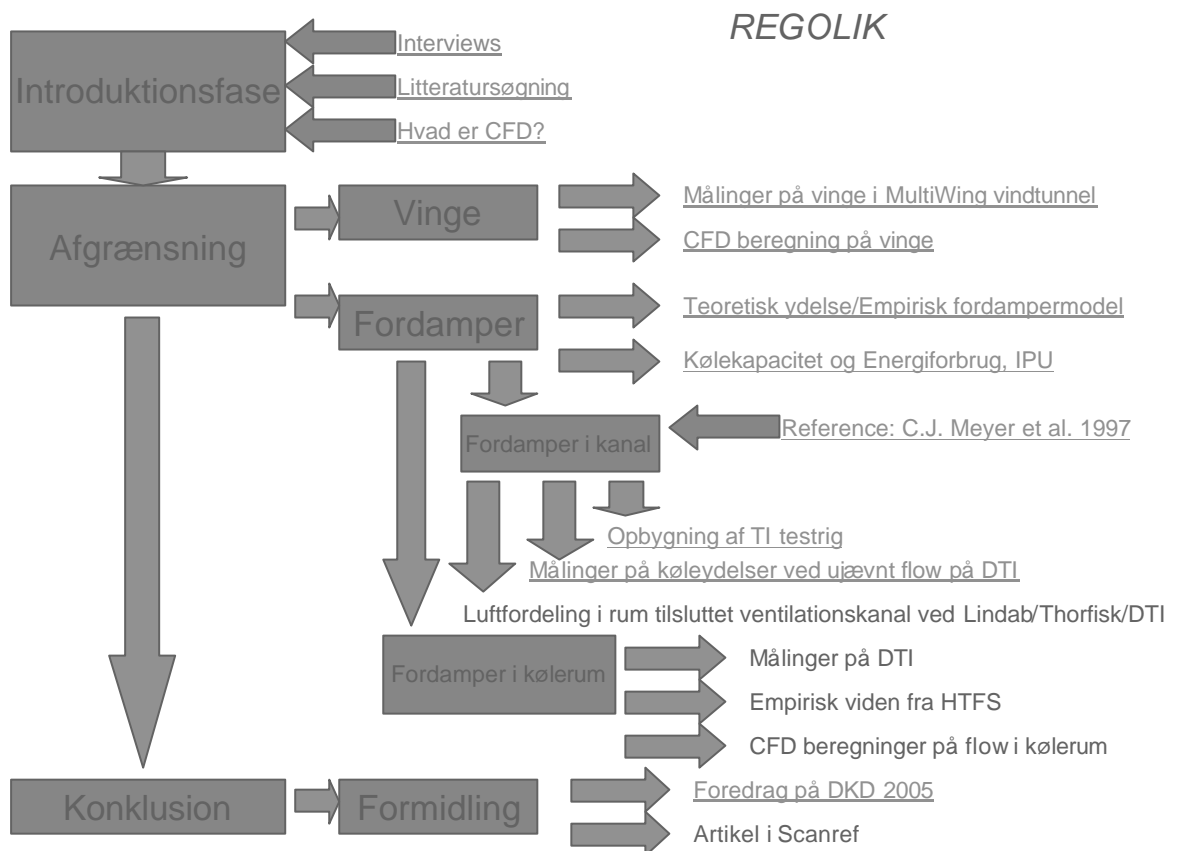 REGOLIK
Introduktionsfase
Interviews
Litteratursøgning
Hvad er CFD?
Afgrænsning
Vinge
Målinger på vinge i MultiWing vindtunnel
CFD beregning på vinge
Fordamper
Teoretisk ydelse/Empirisk fordampermodel
Kølekapacitet og Energiforbrug, IPU
Fordamper i kanal
Reference: C.J. Meyer et al. 1997
Opbygning af TI testrig
Målinger på køleydelser ved ujævnt flow på DTI
Luftfordeling i rum tilsluttet ventilationskanal ved Lindab/Thorfisk/DTI
Fordamper i kølerum
Målinger på DTI
Empirisk viden fra HTFS
CFD beregninger på flow i kølerum
Konklusion
Formidling
Foredrag på DKD 2005
Artikel i Scanref